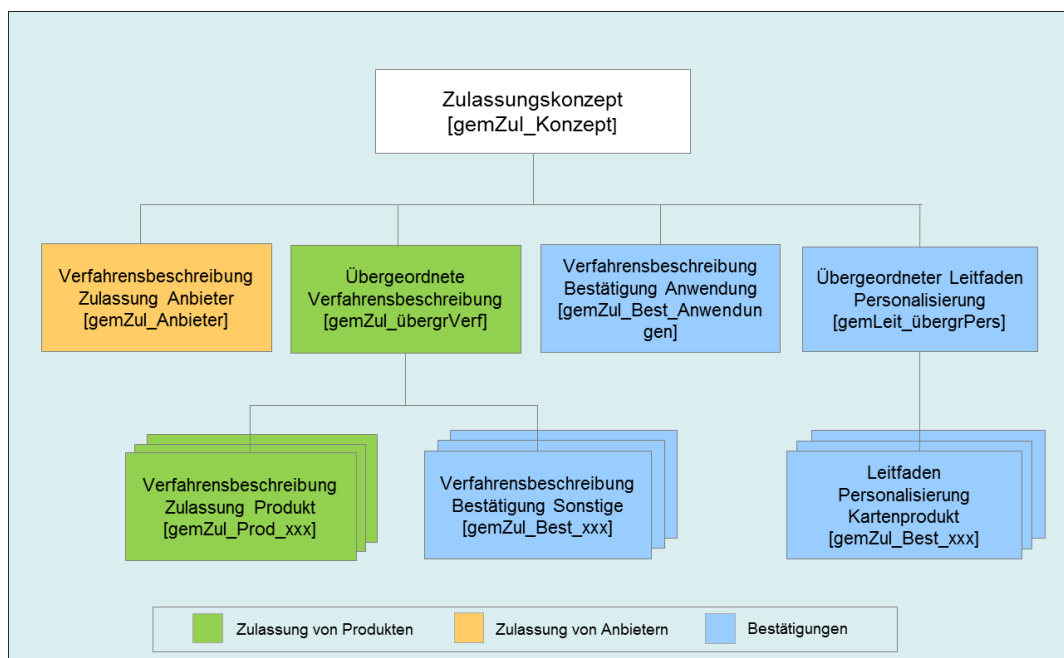 Zulassungskonzept
[gemZul_Konzept]
Verfahrensbeschreibung
Zulassung Anbieter
[gemZul_Anbieter]
Übergeordnete
Verfahrensbeschreibung
[gemZul_übergrVerf]
Verfahrensbeschreibung
Bestätigung Anwendung
[gemZul_Best_Anwendun
gen]
Übergeordneter Leitfaden
Personalisierung
[gemLeit_übergrPers]
Verfahrensbeschreibung
Zulassung Produkt
[gemZul_Prod_xxx]
Verfahrensbeschreibung
Bestätigung Sonstige
[gemZul_Best_xxx]
Leitfaden
Personalisierung
Kartenprodukt
[gemZul_Best_xxx]
Zulassung von Produkten
Zulassung von Anbietern
Bestätigungen